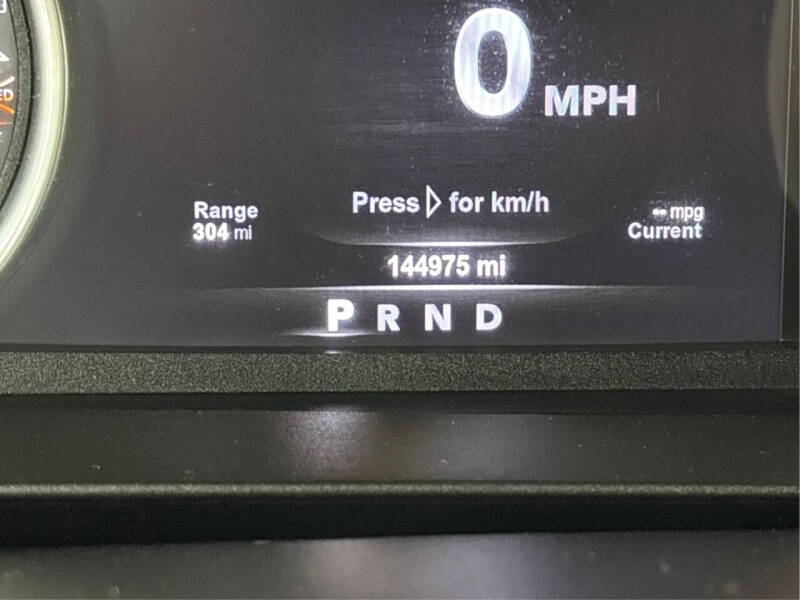 0 MPH
Press ▷ for km/h
Range
304 mi
-- mpg
Current
144975 mi
P R N D